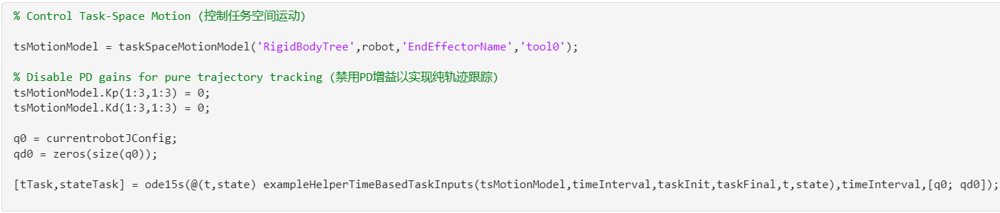 % Control Task-Space Motion (控制任务空间运动)
tsMotionModel = taskSpaceMotionModel('RigidBodyTree',robot,'EndEffectorName','tool0');
% Disable PD gains for pure trajectory tracking (禁用PD增益以实现纯轨迹跟踪)
tsMotionModel.Kp(1:3,1:3) = 0;
tsMotionModel.Kd(1:3,1:3) = 0;
q0 = currentrobotJConfig;
qd0 = zeros(size(q0));
[tTask,stateTask] = ode15s(@(t,state) exampleHelperTimeBasedTaskInputs(tsMotionModel,timeInterval,taskInit,taskFinal,t,state),timeInterval,[q0; qd0]);